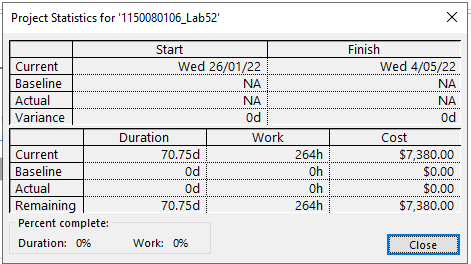 Project Statistics for '1150080106_Lab52'
Start Finish
Current Wed 26/01/22 Wed 4/05/22
Baseline NA NA
Actual NA NA
Variance 0d 0d
Duration Work Cost
Current 70.75d 264h $7,380.00
Baseline 0d 0h $0.00
Actual 0d 0h $0.00
Remaining 70.75d 264h $7,380.00
Percent complete:
Duration: 0% Work: 0% Close